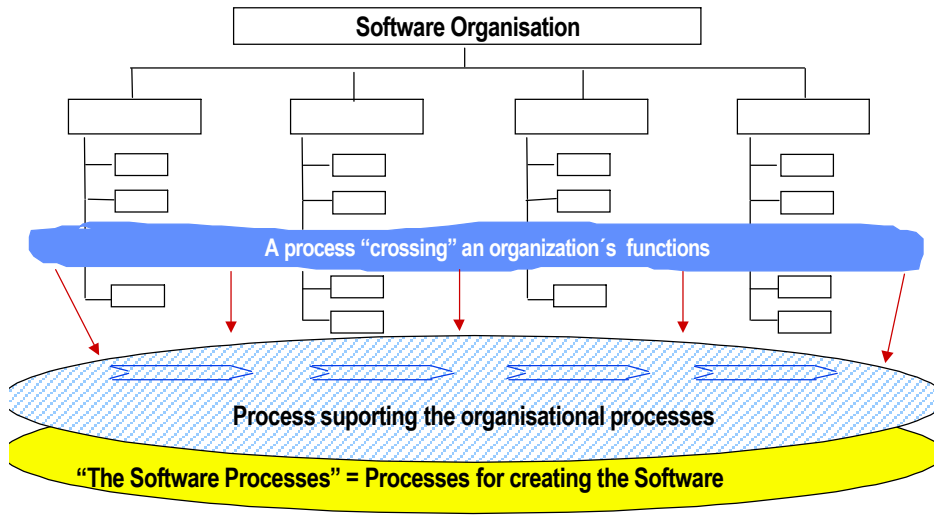 Software Organisation
A process “crossing” an organization´s functions
Process suporting the organisational processes
“The Software Processes” = Processes for creating the Software